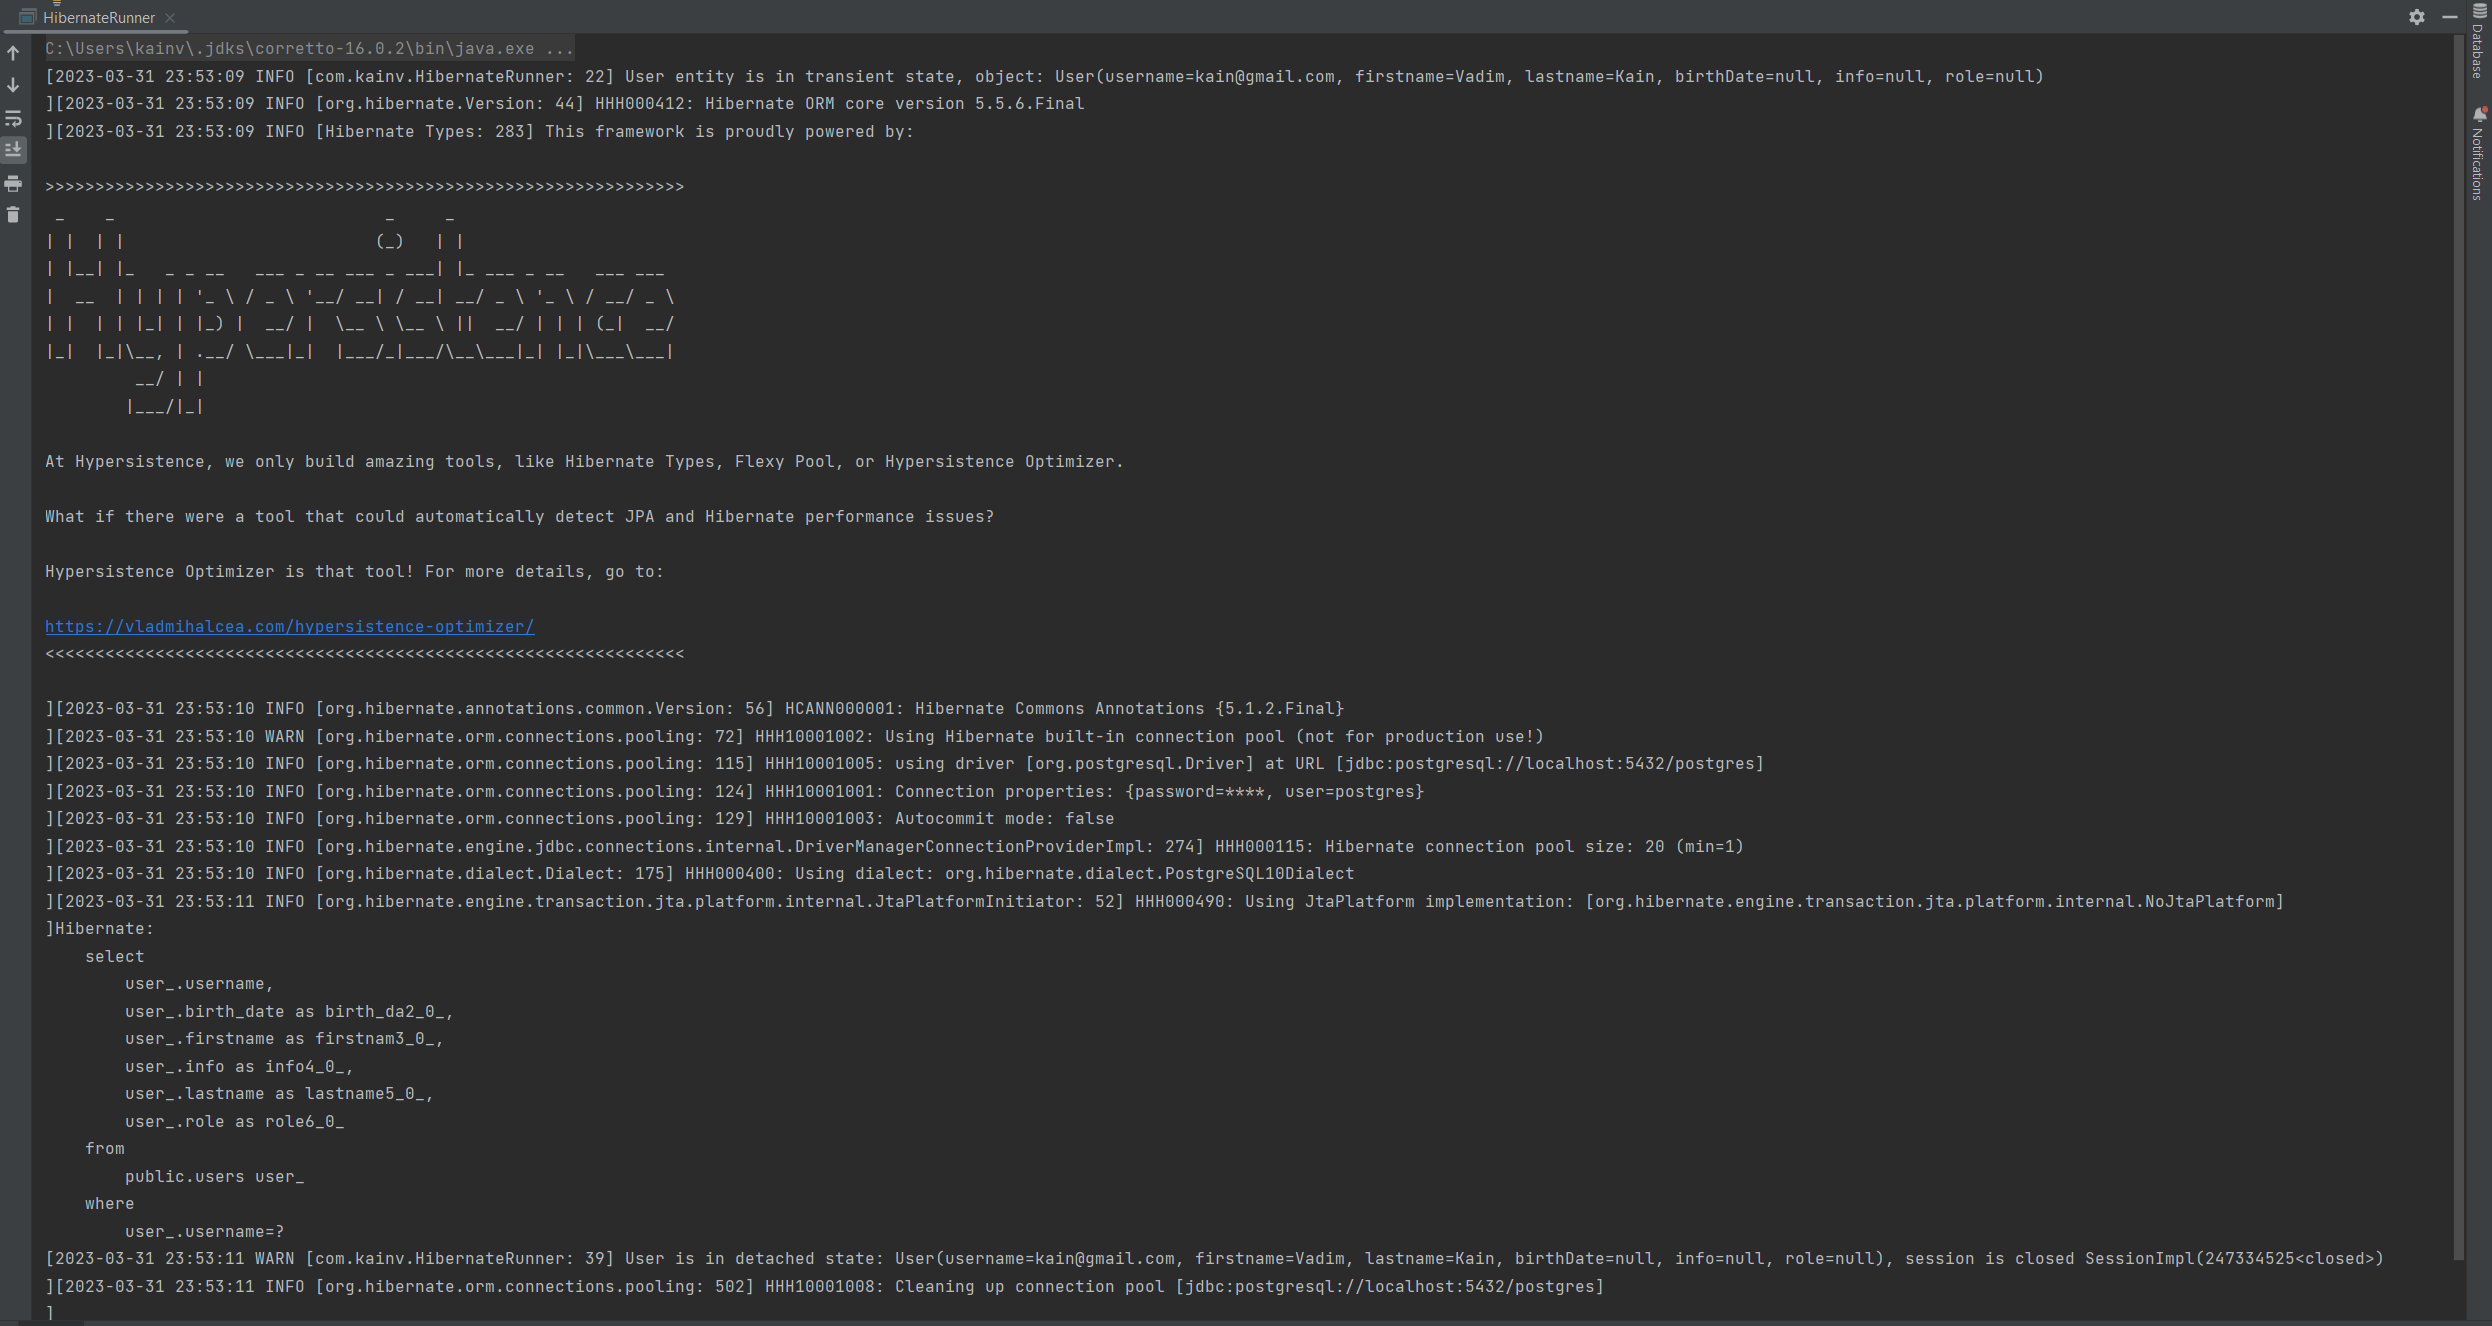 HibernateRunner
Database
Notifications
C:\Users\kainv\.jdks\corretto-16.0.2\bin\java.exe ...
[2023-03-31 23:53:09 INFO [com.kainv.HibernateRunner: 22] User entity is in transient state, object: User(username=kain@gmail.com, firstname=Vadim, lastname=Kain, birthDate=null, info=null, role=null)
][2023-03-31 23:53:09 INFO [org.hibernate.Version: 44] HHH000412: Hibernate ORM core version 5.5.6.Final
][2023-03-31 23:53:09 INFO [Hibernate Types: 283] This framework is proudly powered by:
>>>>>>>>>>>>>>>>>>>>>>>>>>>>>>>>>>>>>>>>>>>>>>>>>>>>>>>>>>>>>>>>
 _    _                           _     _
| |  | |                         (_)   | |
| |__| |_   _ _ __   ___ _ __ ___ _ ___| |_ ___ _ __   ___ ___
|  __  | | | | '_ \ / _ \ '__/ __| / __| __/ _ \ '_ \ / __/ _ \
| |  | | |_| | |_) |  __/ |  \__ \ \__ \ ||  __/ | | | (_|  __/
|_|  |_|\__, | .__/ \___|_|  |___/_|___/\__\___|_| |_|\___\___|
         __/ | |
        |___/|_|
At Hypersistence, we only build amazing tools, like Hibernate Types, Flexy Pool, or Hypersistence Optimizer.
What if there were a tool that could automatically detect JPA and Hibernate performance issues?
Hypersistence Optimizer is that tool! For more details, go to:
https://vladmihalcea.com/hypersistence-optimizer/
<<<<<<<<<<<<<<<<<<<<<<<<<<<<<<<<<<<<<<<<<<<<<<<<<<<<<<<<<<<<<<<<
][2023-03-31 23:53:10 INFO [org.hibernate.annotations.common.Version: 56] HCANN000001: Hibernate Commons Annotations {5.1.2.Final}
][2023-03-31 23:53:10 WARN [org.hibernate.orm.connections.pooling: 72] HHH10001002: Using Hibernate built-in connection pool (not for production use!)
][2023-03-31 23:53:10 INFO [org.hibernate.orm.connections.pooling: 115] HHH10001005: using driver [org.postgresql.Driver] at URL [jdbc:postgresql://localhost:5432/postgres]
][2023-03-31 23:53:10 INFO [org.hibernate.orm.connections.pooling: 124] HHH10001001: Connection properties: {password=****, user=postgres}
][2023-03-31 23:53:10 INFO [org.hibernate.orm.connections.pooling: 129] HHH10001003: Autocommit mode: false
][2023-03-31 23:53:10 INFO [org.hibernate.engine.jdbc.connections.internal.DriverManagerConnectionProviderImpl: 274] HHH000115: Hibernate connection pool size: 20 (min=1)
][2023-03-31 23:53:10 INFO [org.hibernate.dialect.Dialect: 175] HHH000400: Using dialect: org.hibernate.dialect.PostgreSQL10Dialect
][2023-03-31 23:53:11 INFO [org.hibernate.engine.transaction.jta.platform.internal.JtaPlatformInitiator: 52] HHH000490: Using JtaPlatform implementation: [org.hibernate.engine.transaction.jta.platform.internal.NoJtaPlatform]
]Hibernate:
    select
        user_.username,
        user_.birth_date as birth_da2_0_,
        user_.firstname as firstnam3_0_,
        user_.info as info4_0_,
        user_.lastname as lastname5_0_,
        user_.role as role6_0_
    from
        public.users user_
    where
        user_.username=?
[2023-03-31 23:53:11 WARN [com.kainv.HibernateRunner: 39] User is in detached state: User(username=kain@gmail.com, firstname=Vadim, lastname=Kain, birthDate=null, info=null, role=null), session is closed SessionImpl(247334525<closed>)
][2023-03-31 23:53:11 INFO [org.hibernate.orm.connections.pooling: 502] HHH10001008: Cleaning up connection pool [jdbc:postgresql://localhost:5432/postgres]
]